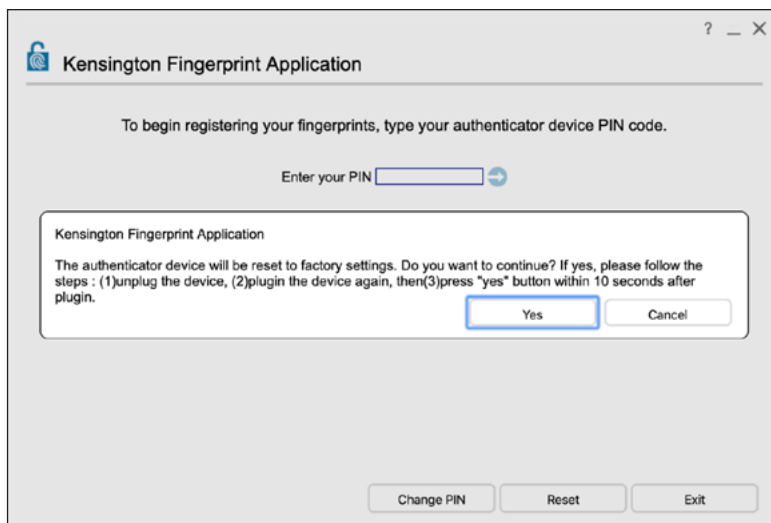 ?
Kensington Fingerprint Application
To begin registering your fingerprints, type your authenticator device PIN code.
Enter your PIN
Kensington Fingerprint Application
The authenticator device will be reset to factory settings. Do you want to continue? If yes, please follow the
steps : (1)unplug the device, (2)plugin the device again, then(3)press "yes" button within 10 seconds after
plugin.
Yes Cancel
Change PIN Reset Exit